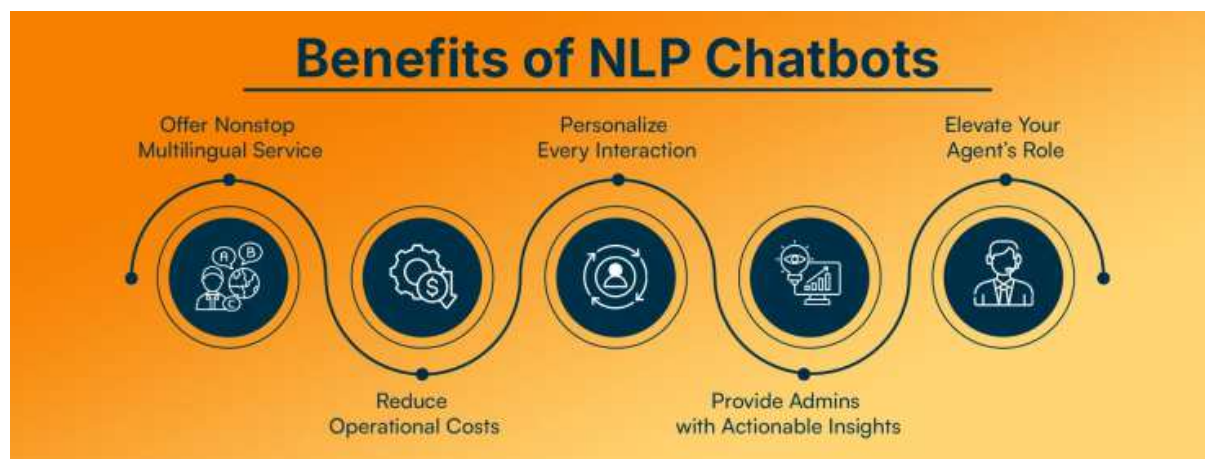 Benefits of NLP Chatbots
Offer Nonstop
Multilingual Service
A
B
C
Reduce
Operational Costs
$
Personalize
Every Interaction
Provide Admins
with Actionable Insights
Elevate Your
Agent's Role